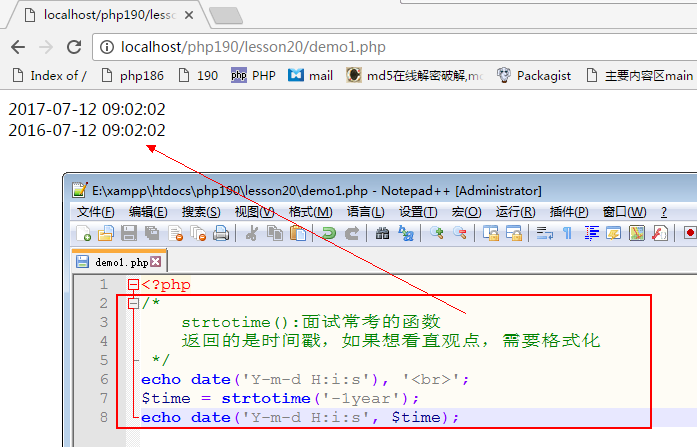 localhost/php190/lesso
localhost/php190/lesson20/demo1.php
Index of /
php186
190
php
PHP
mail
md5在线解密破解,md
Packagist
主要内容区main
2017-07-12 09:02:02
2016-07-12 09:02:02
E:\xampp\htdocs\php190\lesson20\demo1.php - Notepad++ [Administrator]
文件(F) 编辑(E) 搜索(S) 视图(V) 格式(M) 语言(L) 设置(T) 宏(O) 运行(R) 插件(P) 窗口(W) ?
demo1.php
1 <?php
2 /*
3 strtotime():面试常考的函数
4 返回的是时间戳，如果想看直观点，需要格式化
5 */
6 echo date('Y-m-d H:i:s'), '<br>';
7 $time = strtotime('-1year');
8 echo date('Y-m-d H:i:s', $time);